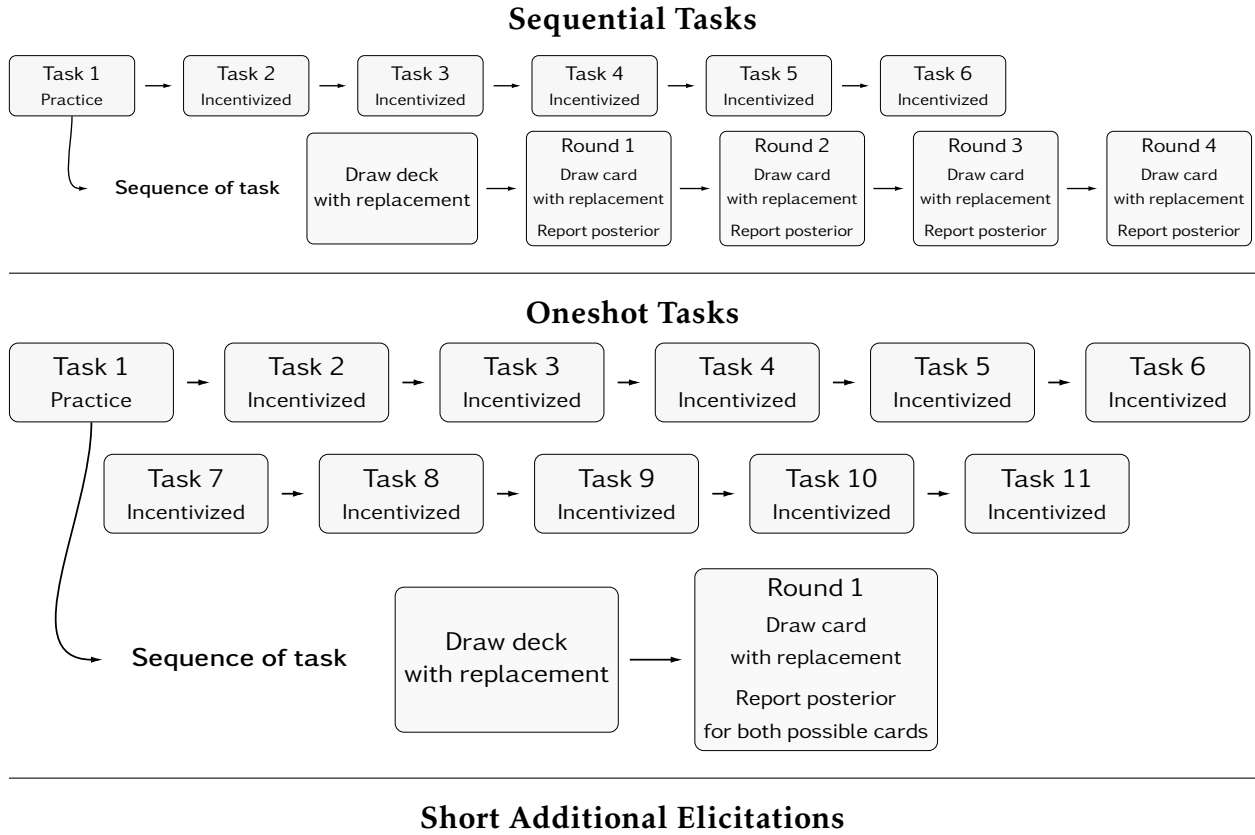 Sequential Tasks
Task 1
Practice
Task 2
Incentivized
Task 3
Incentivized
Task 4
Incentivized
Task 5
Incentivized
Task 6
Incentivized
Sequence of task
Draw deck
with replacement
Round 1
Draw card
with replacement
Report posterior
Round 2
Draw card
with replacement
Report posterior
Round 3
Draw card
with replacement
Report posterior
Round 4
Draw card
with replacement
Report posterior
Oneshot Tasks
Task 1
Practice
Task 2
Incentivized
Task 3
Incentivized
Task 4
Incentivized
Task 5
Incentivized
Task 6
Incentivized
Task 7
Incentivized
Task 8
Incentivized
Task 9
Incentivized
Task 10
Incentivized
Task 11
Incentivized
Sequence of task
Draw deck
with replacement
Round 1
Draw card
with replacement
Report posterior
for both possible cards
Short Additional Elicitations